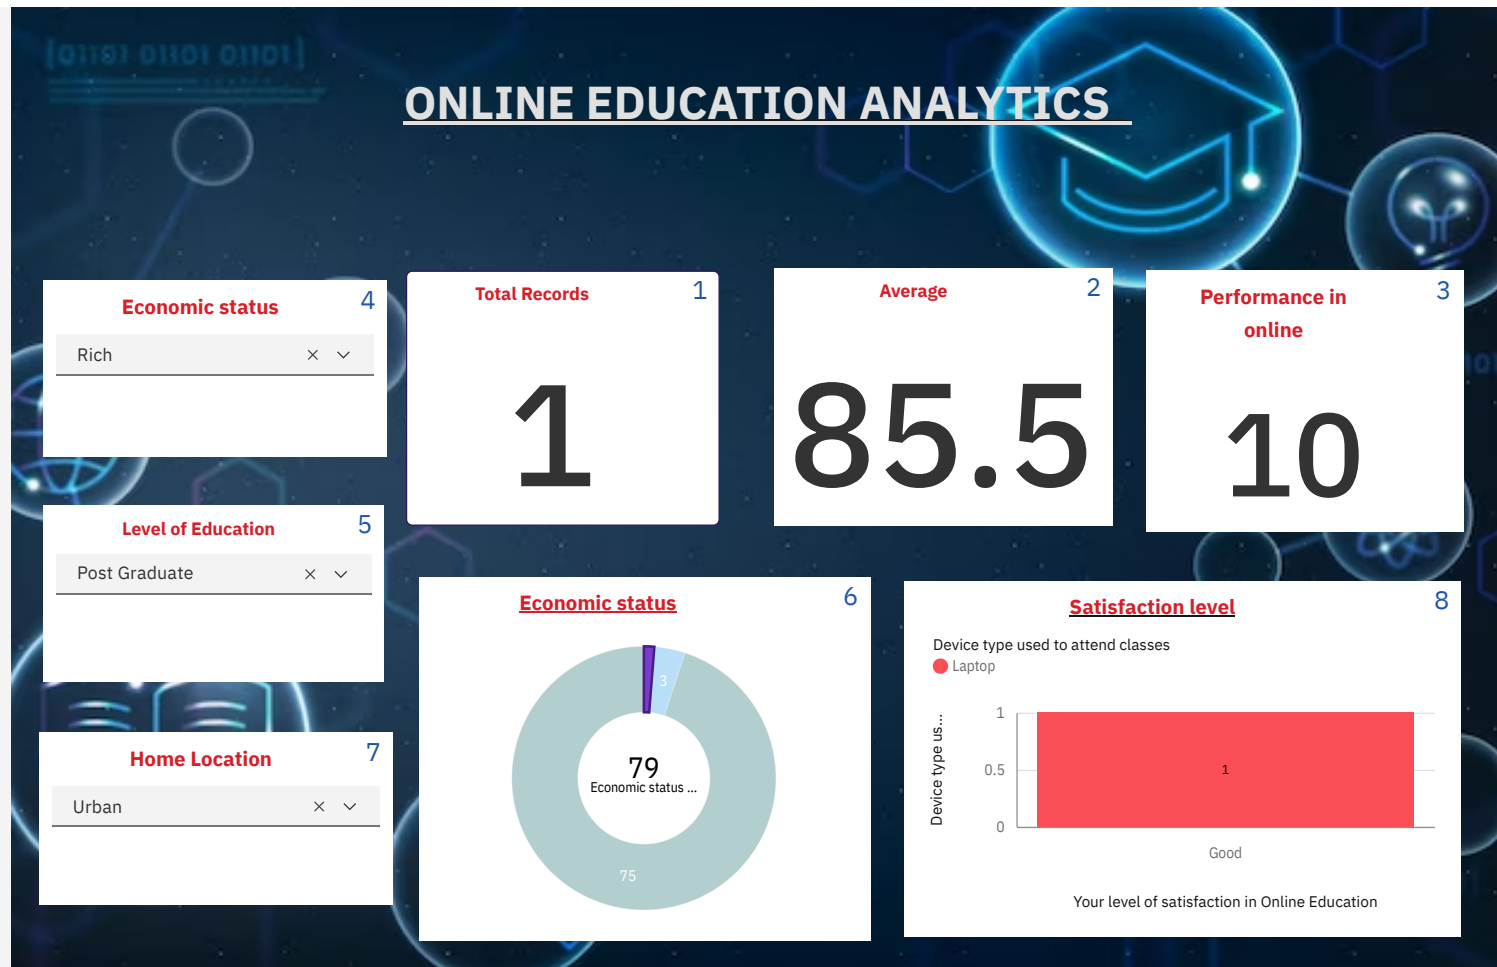 [01101 01101 01101]
ONLINE EDUCATION ANALYTICS
Economic status
4
Rich
Total Records
1
1
Average
2
85.5
Performance in
online
3
10
Level of Education
5
Post Graduate
Economic status
6
3
79
Economic status ...
75
Home Location
7
Urban
Satisfaction level
8
Device type used to attend classes
Laptop
Device type us...
1
0.5
0
1
Good
Your level of satisfaction in Online Education